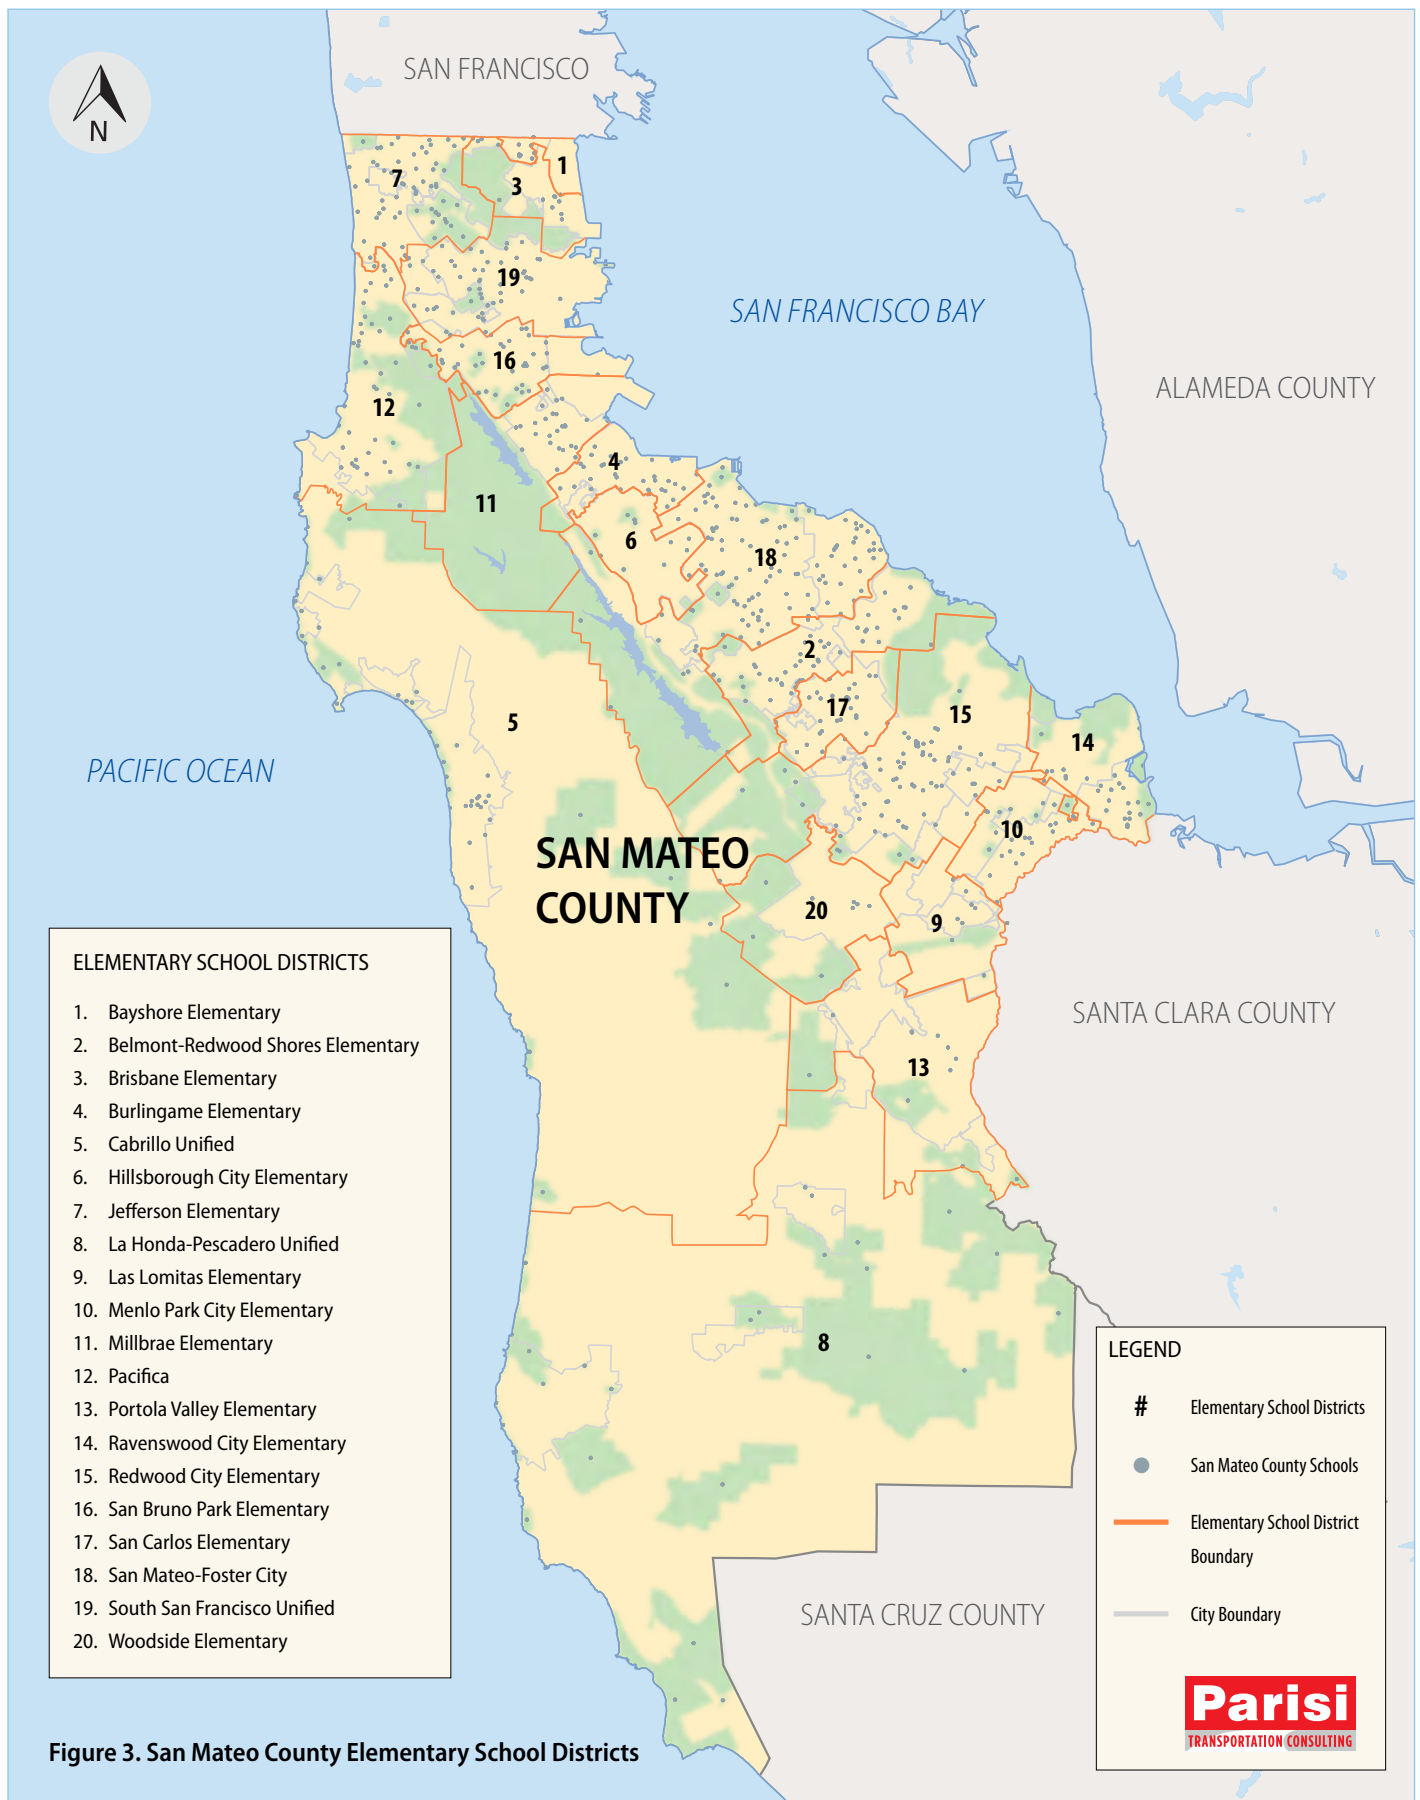 SAN FRANCISCO
N
1
7
3
19
SAN FRANCISCO BAY
16
ALAMEDA COUNTY
12
4
11
6
18
2
17
15
5
14
PACIFIC OCEAN
10
SAN MATEO
COUNTY
20
9
ELEMENTARY SCHOOL DISTRICTS
1. Bayshore Elementary
2. Belmont-Redwood Shores Elementary
3. Brisbane Elementary
4. Burlingame Elementary
5. Cabrillo Unified
6. Hillsborough City Elementary
7. Jefferson Elementary
8. La Honda-Pescadero Unified
9. Las Lomitas Elementary
10. Menlo Park City Elementary
11. Millbrae Elementary
12. Pacifica
13. Portola Valley Elementary
14. Ravenswood City Elementary
15. Redwood City Elementary
16. San Bruno Park Elementary
17. San Carlos Elementary
18. San Mateo-Foster City
19. South San Francisco Unified
20. Woodside Elementary
SANTA CLARA COUNTY
13
8
LEGEND
# Elementary School Districts
San Mateo County Schools
Elementary School District
Boundary
City Boundary
SANTA CRUZ COUNTY
Parisi
TRANSPORTATION CONSULTING
Figure 3. San Mateo County Elementary School Districts